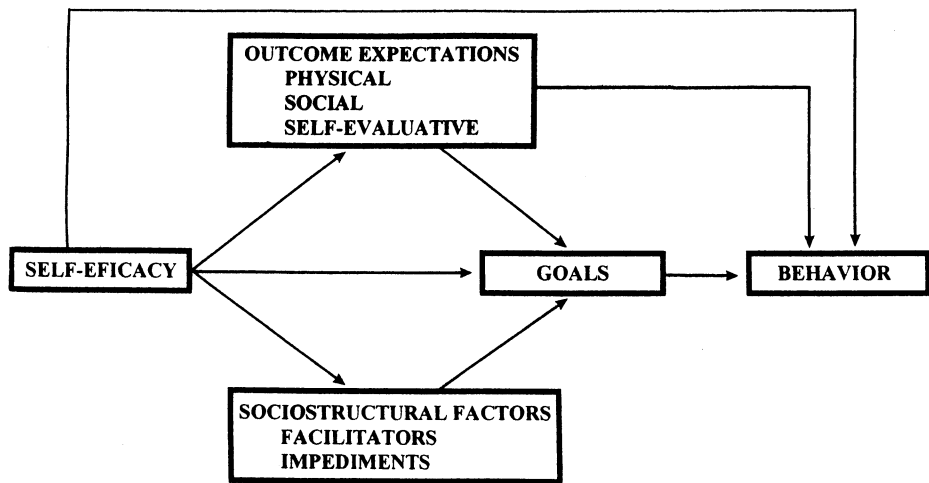 OUTCOME EXPECTATIONS
PHYSICAL
SOCIAL
SELF-EVALUATIVE
SELF-EFICACY
GOALS
BEHAVIOR
SOCIOSTRUCTURAL FACTORS
FACILITATORS
IMPEDIMENTS